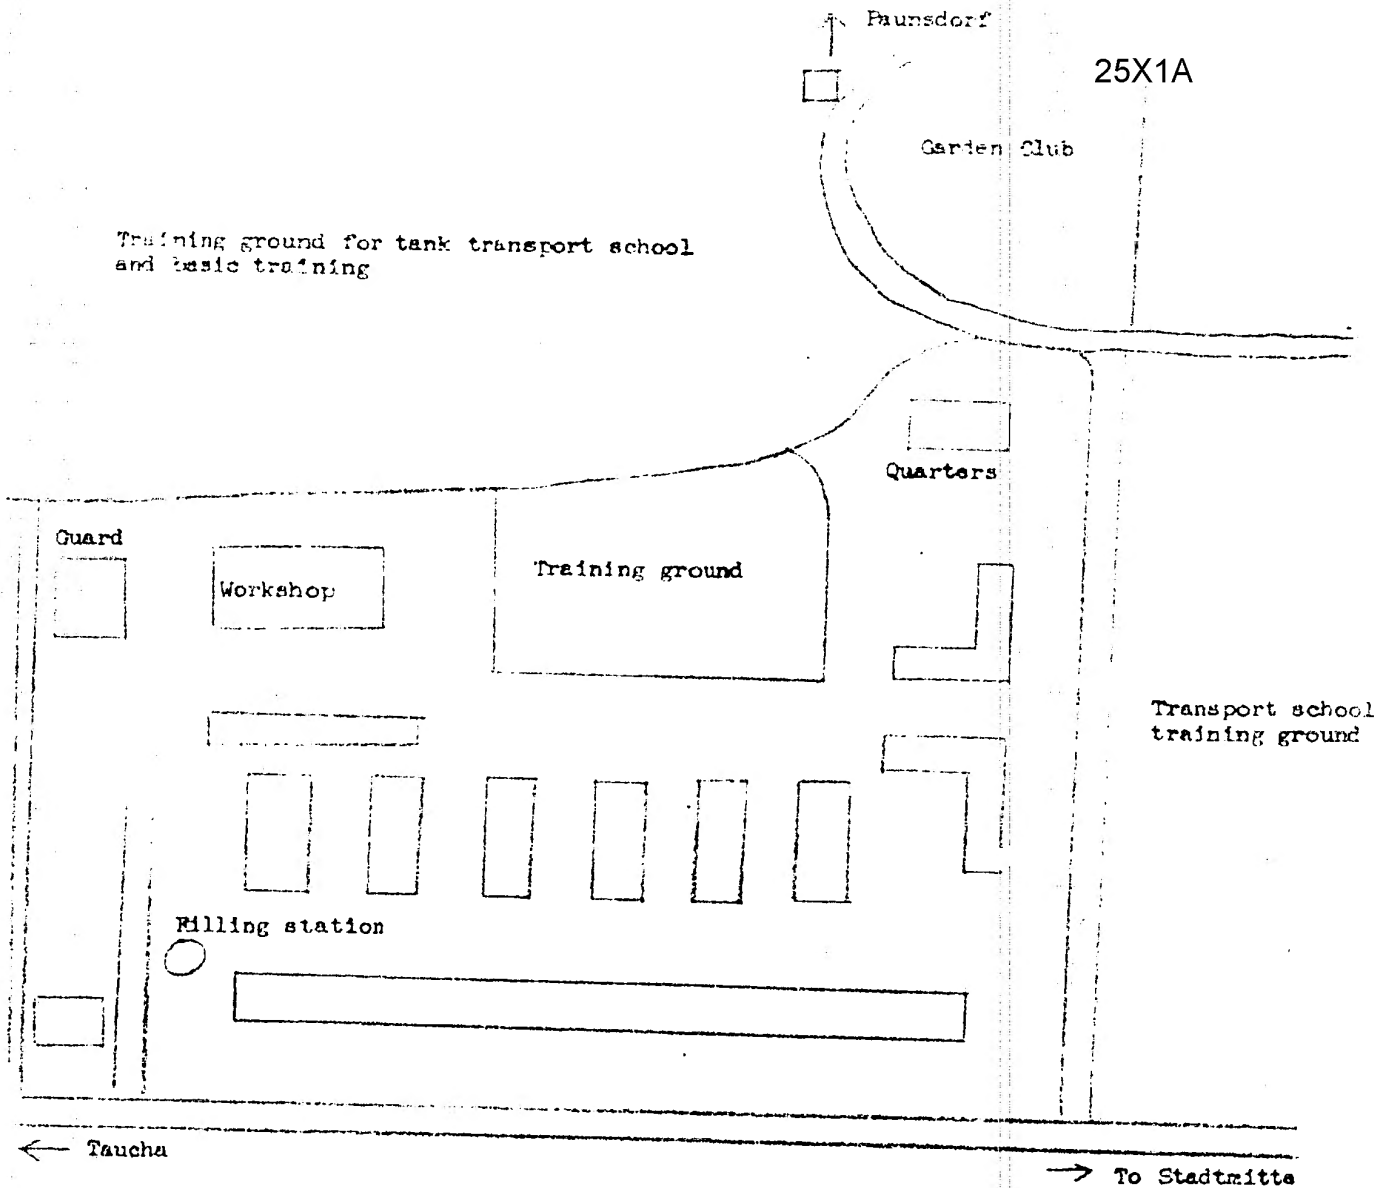 Paunsdorf
25X1A
Garden Club
Training ground for tank transport school
and basic training
Quarters
Guard
Workshop
Training ground
Transport school
training ground
Filling station
Taucha
To Stadtmitte